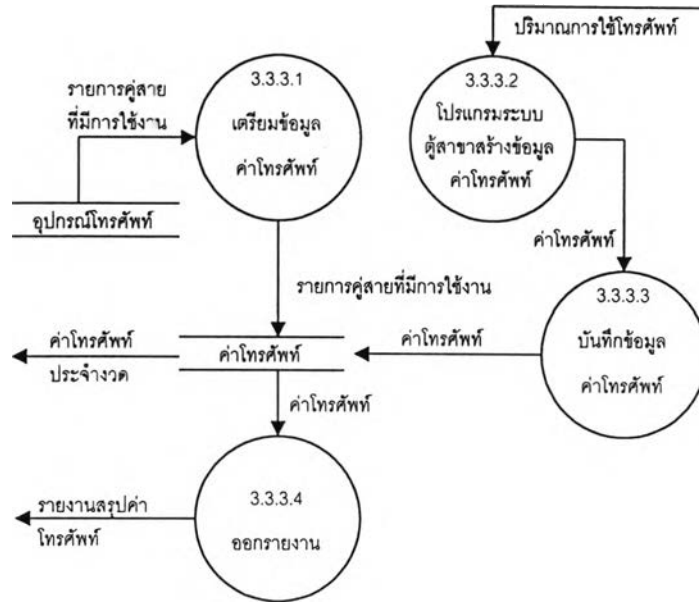 ปริมาณการใช้โทรศัพท์
3.3.3.1
เตรียมข้อมูล
ค่าโทรศัพท์
3.3.3.2
โปรแกรมระบบ
ตู้สาขาสร้างข้อมูล
ค่าโทรศัพท์
รายการคู่สาย
ที่มีการใช้งาน
อุปกรณ์โทรศัพท์
ค่าโทรศัพท์
รายการคู่สายที่มีการใช้งาน
3.3.3.3
บันทึกข้อมูล
ค่าโทรศัพท์
ค่าโทรศัพท์
ค่าโทรศัพท์
ค่าโทรศัพท์
ประจำงวด
ค่าโทรศัพท์
3.3.3.4
ออกรายงาน
รายงานสรุปค่า
โทรศัพท์